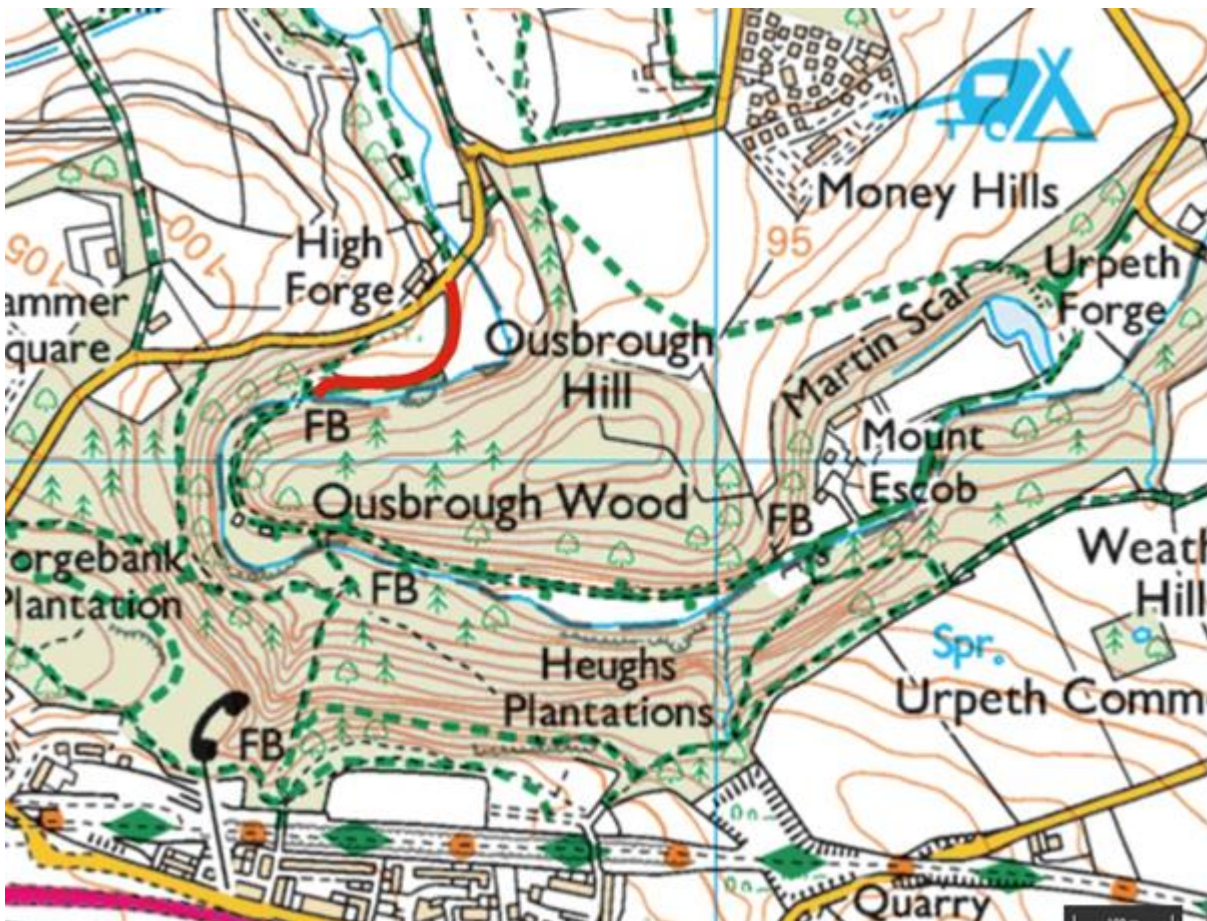 Money Hills
95
High
Forge
100
105
ammer
quare
Urpeth
Forge
Ousbrough
Hill
Martin Scar
FB
Mount
Escob
Ousbrough Wood
FB
orgebank
Plantation
FB
Weath
Hill
Heughs
Plantations
Spr.
Urpeth Comm
FB
Quarry